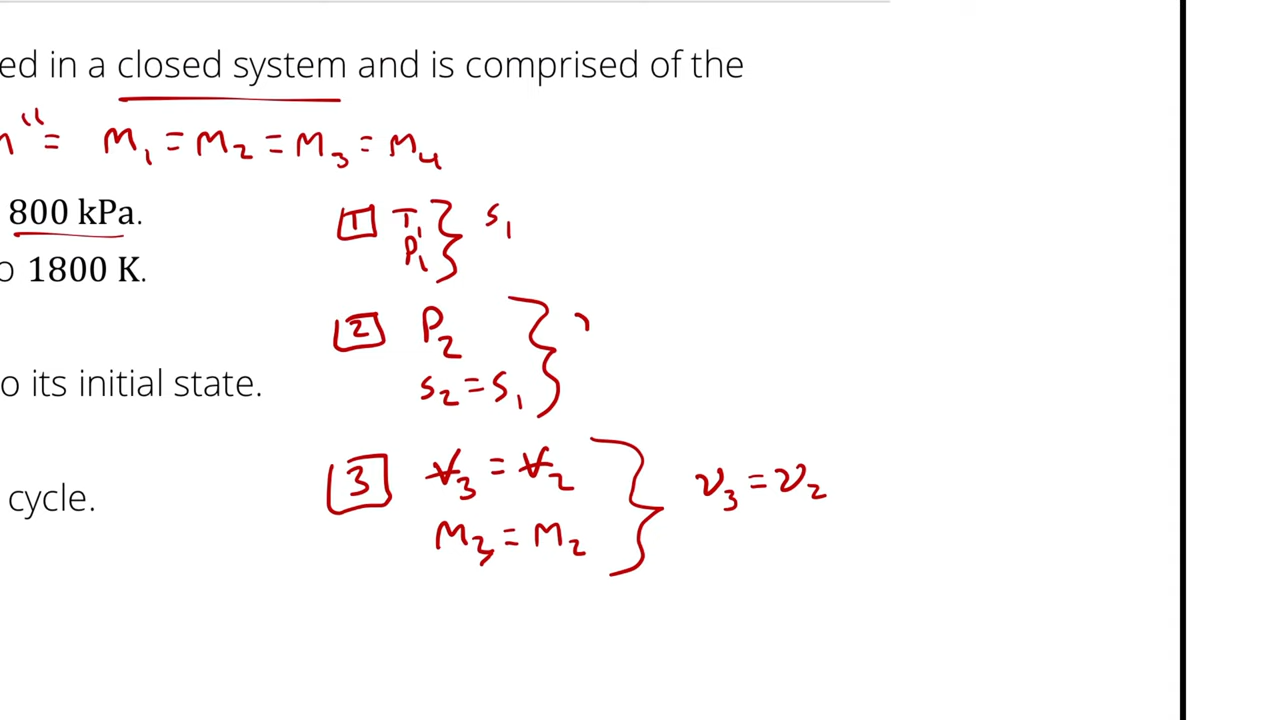 ed in a closed system and is comprised of the
m" = m₁ = m₂ = m₃ = m₄
800 kPa.
1 T₁ } s₁
P₁
o 1800 K.
2 P₂ }
s₂ = s₁
o its initial state.
3 V₃ = V₂ } v₃ = v₂
cycle.
m₃ = m₂